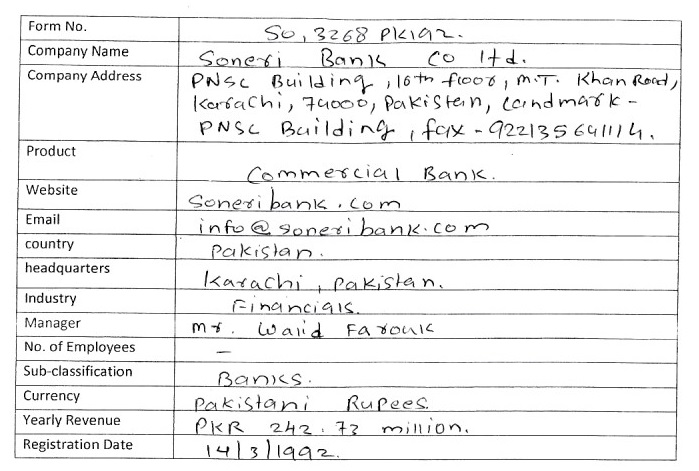 Form No. So, 3268 PK192.
Company Name Soneri Bank Co ltd.
Company Address PNSC Building, 16th floor, M.T. Khan Road,
Karachi, 74000, Pakistan, Landmark -
PNSC Building, fax - 922135641114.
Product Commercial Bank.
Website Soneribank.com
Email info@soneribank.com
country Pakistan.
headquarters Karachi, Pakistan.
Industry Financials.
Manager Mr. Walid Farouk
No. of Employees –
Sub-classification Banks.
Currency Pakistani Rupees.
Yearly Revenue PKR 242.73 million.
Registration Date 14/3/1992.